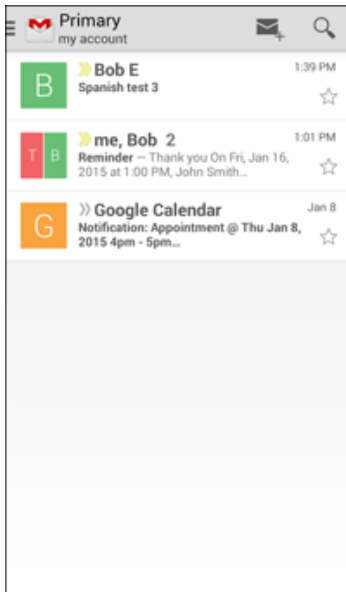 Primary
my account
B
Bob E
1:39 PM
Spanish test 3
T B
me, Bob 2
1:01 PM
Reminder – Thank you On Fri, Jan 16,
2015 at 1:00 PM, John Smith...
G
Google Calendar
Jan 8
Notification: Appointment @ Thu Jan 8,
2015 4pm - 5pm...